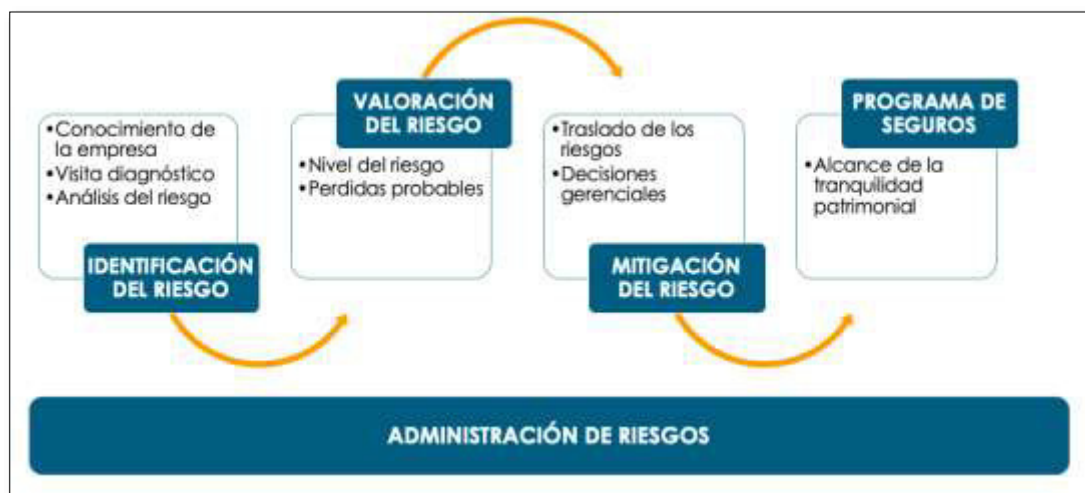 •Conocimiento de
la empresa
•Visita diagnóstico
•Análisis del riesgo
IDENTIFICACIÓN
DEL RIESGO
VALORACIÓN
DEL RIESGO
•Nivel del riesgo
•Perdidas probables
•Traslado de los
riesgos
•Decisiones
gerenciales
MITIGACIÓN
DEL RIESGO
PROGRAMA DE
SEGUROS
•Alcance de la
tranquilidad
patrimonial
ADMINISTRACIÓN DE RIESGOS